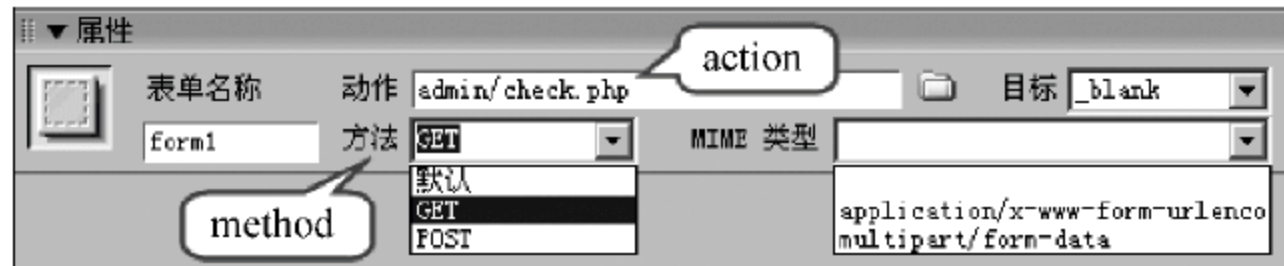 属性
action
表单名称 动作 admin/check.php 目标 _blank
form1 方法 GET MIME 类型
默认
GET
POST
method
application/x-www-form-urlenco
multipart/form-data